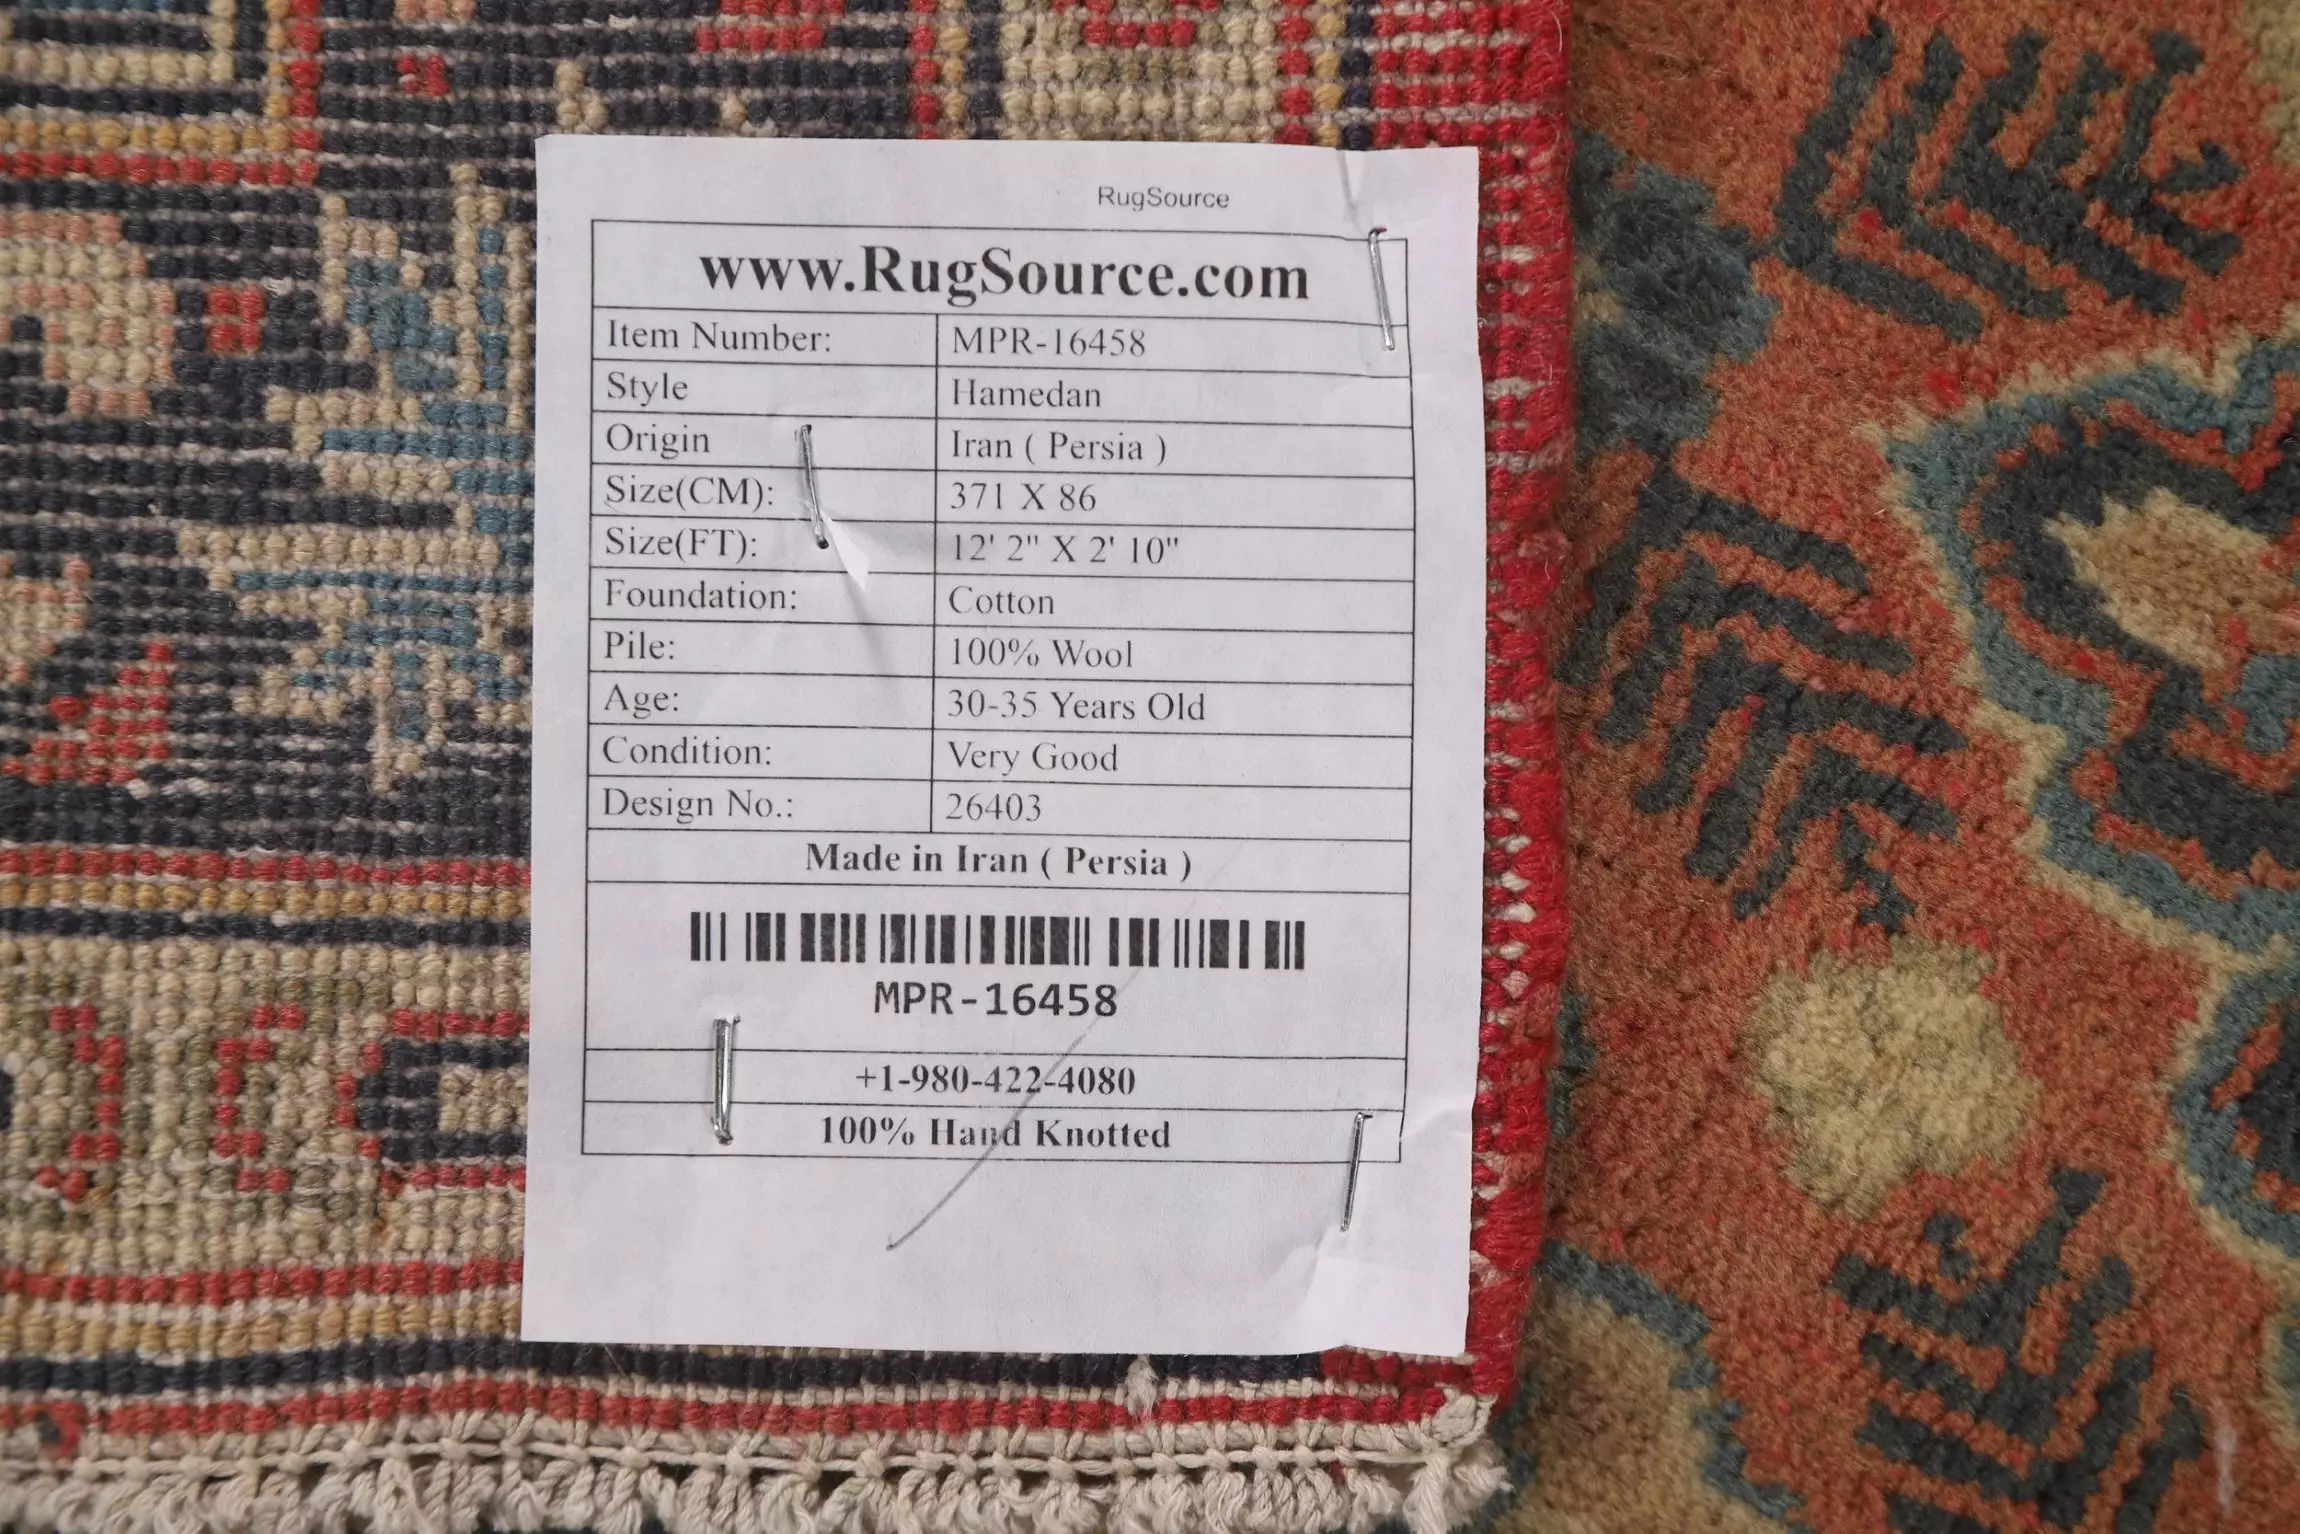 RugSource
www.RugSource.com
Item Number: MPR-16458
Style Hamedan
Origin Iran ( Persia )
Size(CM): 371 X 86
Size(FT): 12' 2" X 2' 10"
Foundation: Cotton
Pile: 100% Wool
Age: 30-35 Years Old
Condition: Very Good
Design No.: 26403
Made in Iran ( Persia )
MPR-16458
+1-980-422-4080
100% Hand Knotted